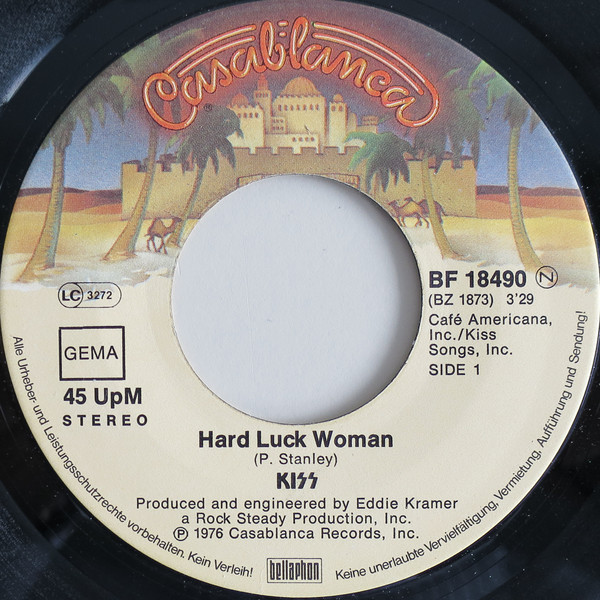 Casablanca
®
BF 18490 N
(BZ 1873) 3'29
Café Americana,
Inc./Kiss
Songs, Inc.
SIDE 1
LC 3272
GEMA
45 UpM
STEREO
Hard Luck Woman
(P. Stanley)
KISS
Produced and engineered by Eddie Kramer
a Rock Steady Production, Inc.
℗ 1976 Casablanca Records, Inc.
bellaphon
Alle Urheber- und Leistungsschutzrechte vorbehalten. Kein Verleih! Keine unerlaubte Vervielfältigung, Vermietung, Aufführung und Sendung!